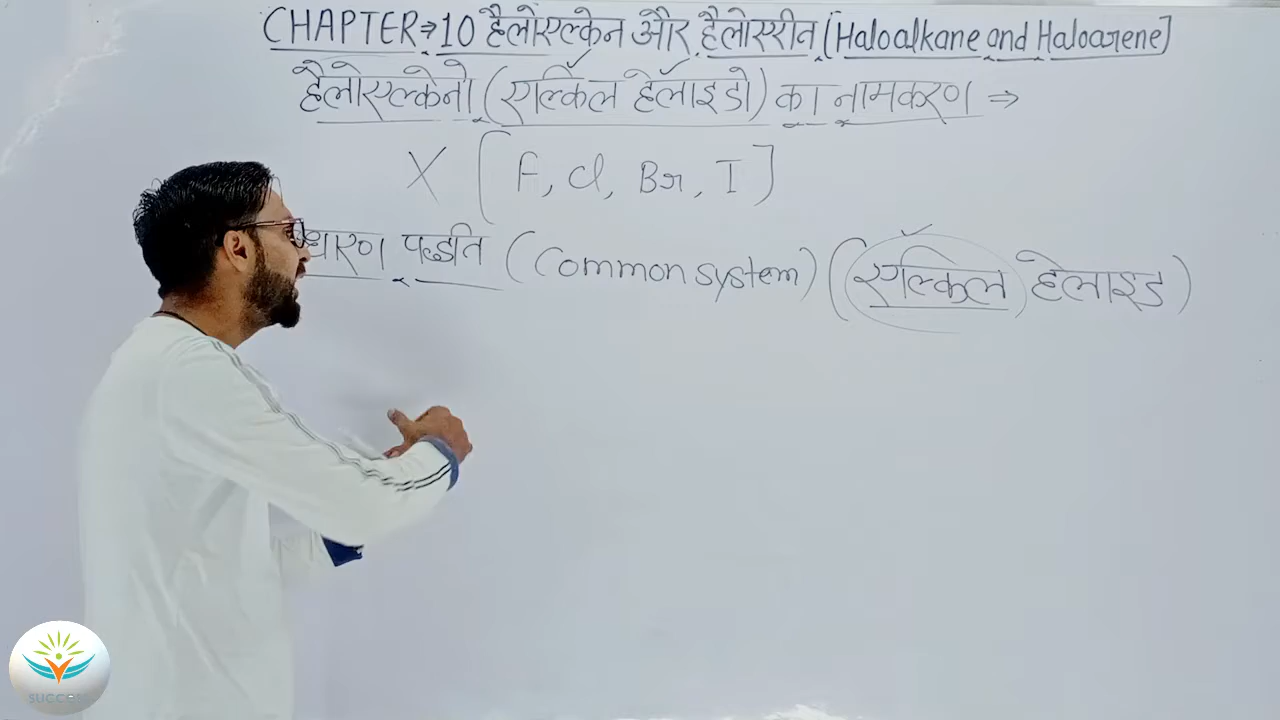 CHAPTER⇒10 हैलोएल्केन और हैलोएरीन (Haloalkane and Haloarene]
हैलोएल्केनो (एल्किल हेलाइडो) का नामकरण ⇒
X [F, Cl, Br, I]
पद्धति (Common system) (एल्किल हेलाइड)
SUCCESS